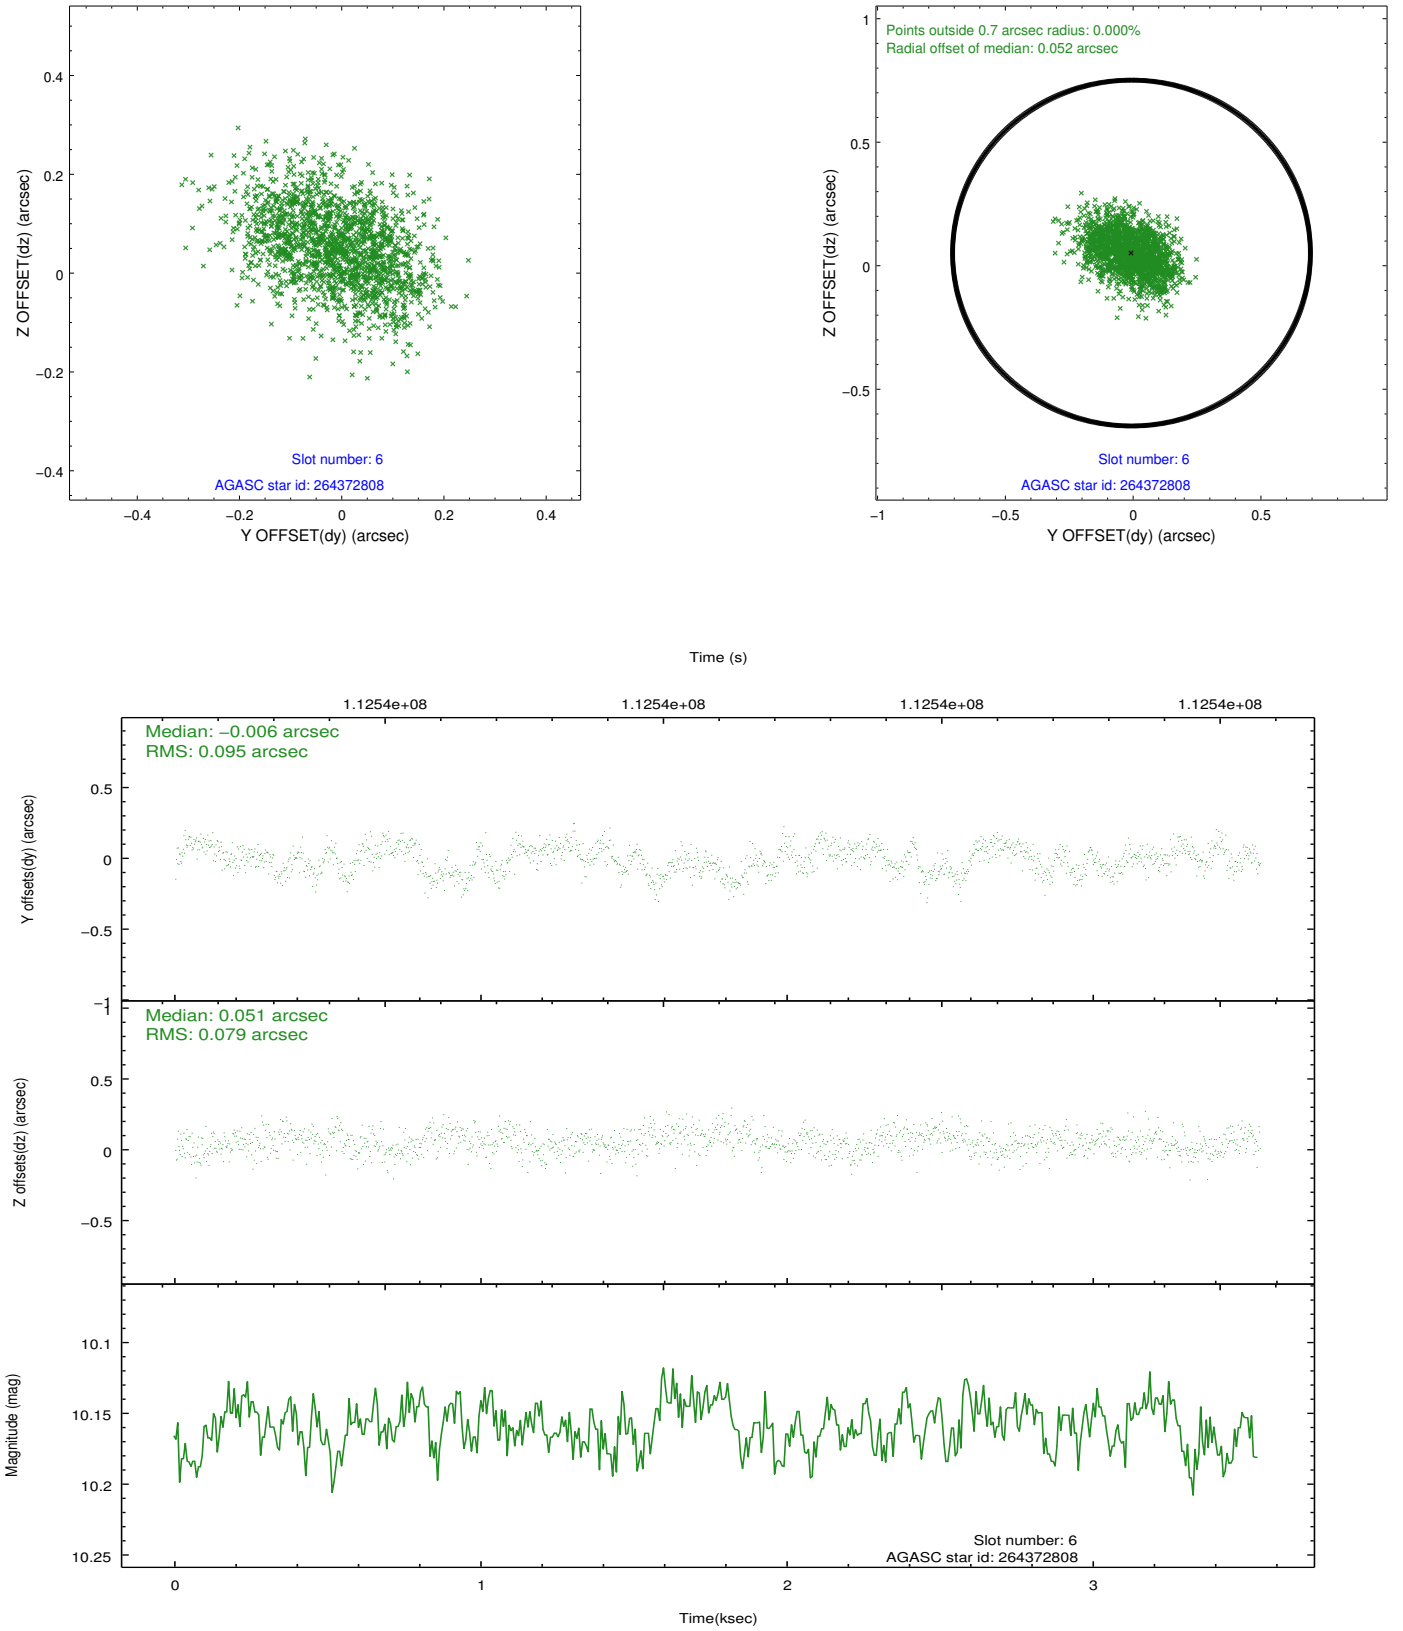 0.4
0.2
0
−0.2
−0.4
Z OFFSET(dz) (arcsec)
Slot number: 6
AGASC star id: 264372808
−0.4
−0.2
0
0.2
0.4
Y OFFSET(dy) (arcsec)
Points outside 0.7 arcsec radius: 0.000%
Radial offset of median: 0.052 arcsec
1
0.5
0
−0.5
Z OFFSET(dz) (arcsec)
Slot number: 6
AGASC star id: 264372808
−1
−0.5
0
0.5
Y OFFSET(dy) (arcsec)
Time (s)
1.1254e+08
1.1254e+08
1.1254e+08
1.1254e+08
Median: −0.006 arcsec
RMS: 0.095 arcsec
0.5
0
−0.5
−1
Y offsets(dy) (arcsec)
Median: 0.051 arcsec
RMS: 0.079 arcsec
1
0.5
0
−0.5
Z offsets(dz) (arcsec)
10.1
10.15
10.2
10.25
Magnitude (mag)
Slot number: 6
AGASC star id: 264372808
0
1
2
3
Time(ksec)